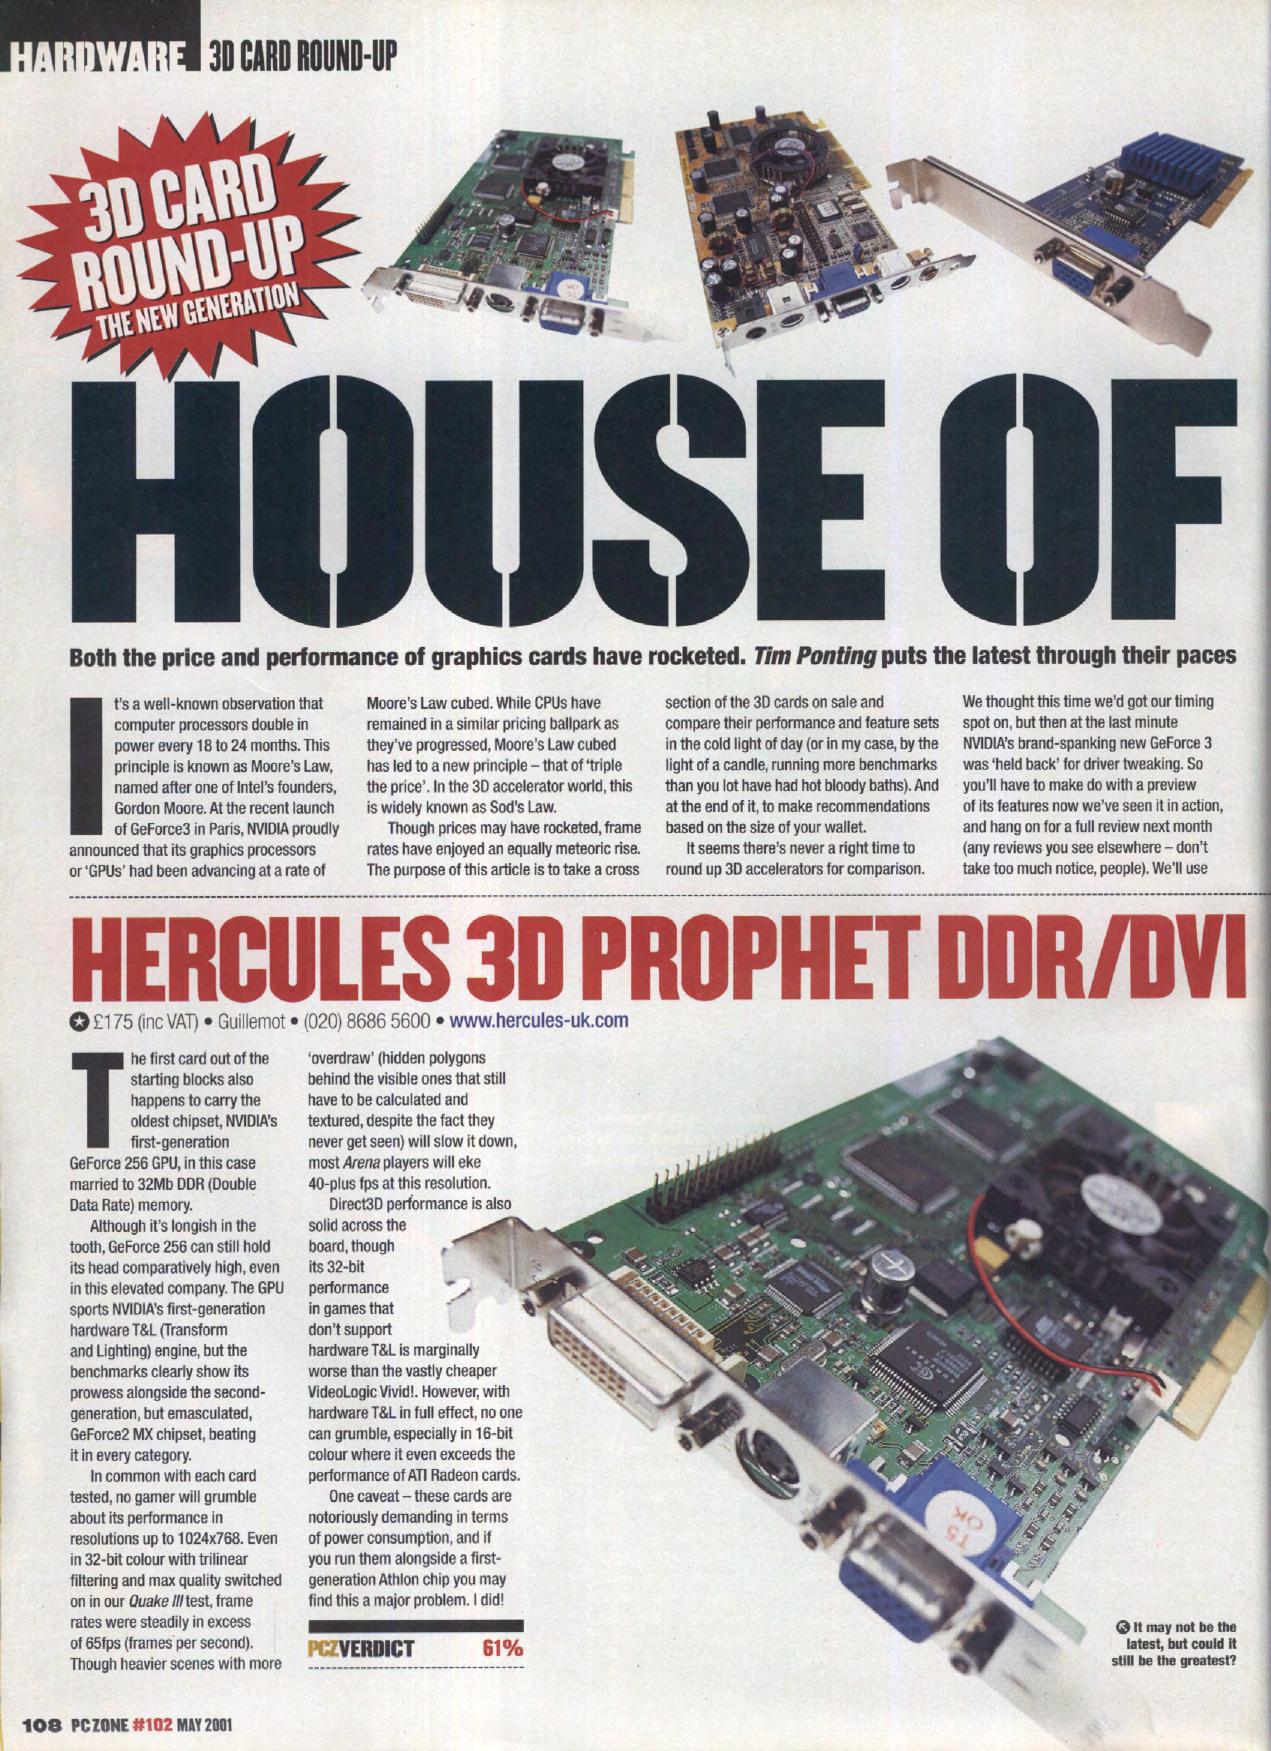 HARDWARE 3D CARD ROUND-UP
3D CARD
ROUND-UP
THE NEW GENERATION
HOUSE OF
Both the price and performance of graphics cards have rocketed. Tim Ponting puts the latest through their paces
It's a well-known observation that
computer processors double in
power every 18 to 24 months. This
principle is known as Moore's Law,
named after one of Intel's founders,
Gordon Moore. At the recent launch
of GeForce3 in Paris, NVIDIA proudly
announced that its graphics processors
or 'GPUs' had been advancing at a rate of
Moore's Law cubed. While CPUs have
remained in a similar pricing ballpark as
they've progressed, Moore's Law cubed
has led to a new principle – that of 'triple
the price'. In the 3D accelerator world, this
is widely known as Sod's Law.
Though prices may have rocketed, frame
rates have enjoyed an equally meteoric rise.
The purpose of this article is to take a cross
section of the 3D cards on sale and
compare their performance and feature sets
in the cold light of day (or in my case, by the
light of a candle, running more benchmarks
than you lot have had hot bloody baths). And
at the end of it, to make recommendations
based on the size of your wallet.
It seems there's never a right time to
round up 3D accelerators for comparison.
We thought this time we'd got our timing
spot on, but then at the last minute
NVIDIA's brand-spanking new GeForce 3
was 'held back' for driver tweaking. So
you'll have to make do with a preview
of its features now we've seen it in action,
and hang on for a full review next month
(any reviews you see elsewhere – don't
take too much notice, people). We'll use
HERCULES 3D PROPHET DDR/DVI
£175 (inc VAT) • Guillemot • (020) 8686 5600 • www.hercules-uk.com
The first card out of the
starting blocks also
happens to carry the
oldest chipset, NVIDIA's
first-generation
GeForce 256 GPU, in this case
married to 32Mb DDR (Double
Data Rate) memory.
Although it's longish in the
tooth, GeForce 256 can still hold
its head comparatively high, even
in this elevated company. The GPU
sports NVIDIA's first-generation
hardware T&L (Transform
and Lighting) engine, but the
benchmarks clearly show its
prowess alongside the second-
generation, but emasculated,
GeForce2 MX chipset, beating
it in every category.
In common with each card
tested, no gamer will grumble
about its performance in
resolutions up to 1024x768. Even
in 32-bit colour with trilinear
filtering and max quality switched
on in our Quake III test, frame
rates were steadily in excess
of 65fps (frames per second).
Though heavier scenes with more
'overdraw' (hidden polygons
behind the visible ones that still
have to be calculated and
textured, despite the fact they
never get seen) will slow it down,
most Arena players will eke
40-plus fps at this resolution.
Direct3D performance is also
solid across the
board, though
its 32-bit
performance
in games that
don't support
hardware T&L is marginally
worse than the vastly cheaper
VideoLogic Vivid!. However, with
hardware T&L in full effect, no one
can grumble, especially in 16-bit
colour where it even exceeds the
performance of ATI Radeon cards.
One caveat – these cards are
notoriously demanding in terms
of power consumption, and if
you run them alongside a first-
generation Athlon chip you may
find this a major problem. I did!
PCZVERDICT 61%
T5
OK
It may not be the
latest, but could it
still be the greatest?
108 PCZONE #102 MAY 2001